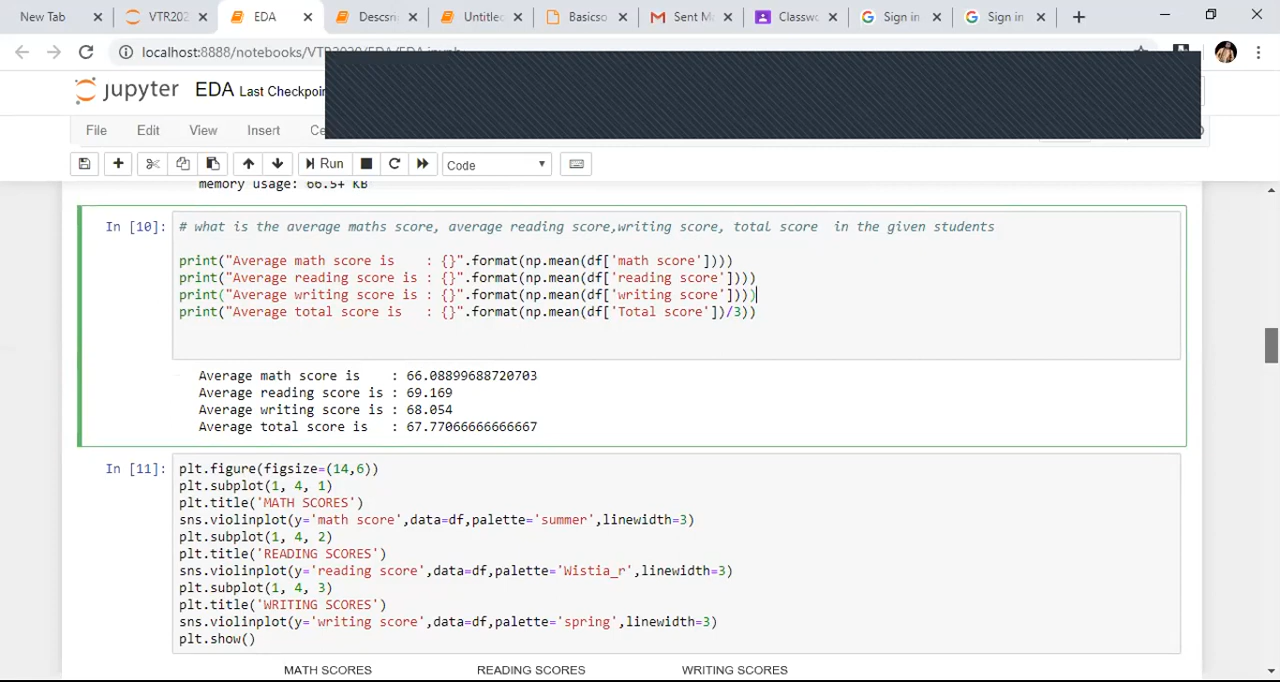 New Tab
VTR202
EDA
Descsn
Untitle
Basicso
Sent M
Classw
Sign in
Sign in
localhost:8888/notebooks/
jupyter EDA Last Checkpoin
File Edit View Insert Ce
Run Code
memory usage: 66.5+ KB
In [10]: # what is the average maths score, average reading score,writing score, total score  in the given students
print("Average math score is    : {}".format(np.mean(df['math score'])))
print("Average reading score is : {}".format(np.mean(df['reading score'])))
print("Average writing score is : {}".format(np.mean(df['writing score'])))
print("Average total score is   : {}".format(np.mean(df['Total score'])/3))
Average math score is    : 66.08899688720703
Average reading score is : 69.169
Average writing score is : 68.054
Average total score is   : 67.77066666666667
In [11]: plt.figure(figsize=(14,6))
plt.subplot(1, 4, 1)
plt.title('MATH SCORES')
sns.violinplot(y='math score',data=df,palette='summer',linewidth=3)
plt.subplot(1, 4, 2)
plt.title('READING SCORES')
sns.violinplot(y='reading score',data=df,palette='Wistia_r',linewidth=3)
plt.subplot(1, 4, 3)
plt.title('WRITING SCORES')
sns.violinplot(y='writing score',data=df,palette='spring',linewidth=3)
plt.show()
MATH SCORES READING SCORES WRITING SCORES